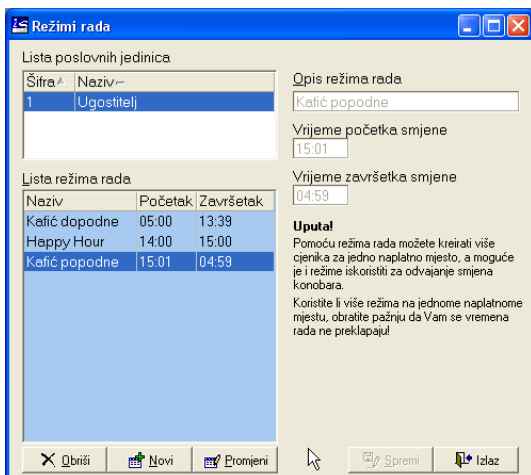 Režimi rada
Lista poslovnih jedinica
Šifra Naziv
1 Ugostitelj
Lista režima rada
Naziv Početak Završetak
Kafić dopodne 05:00 13:39
Happy Hour 14:00 15:00
Kafić popodne 15:01 04:59
Opis režima rada
Kafić popodne
Vrijeme početka smjene
15:01
Vrijeme završetka smjene
04:59
Uputa!
Pomoću režima rada možete kreirati više
cjenika za jedno naplatno mjesto, a moguće
je i režime iskoristiti za odvajanje smjena
konobara.
Koristite li više režima na jednome naplatnome
mjestu, obratite pažnju da Vam se vremena
rada ne preklapaju!
Obriši Novi Promjeni Spremi Izlaz